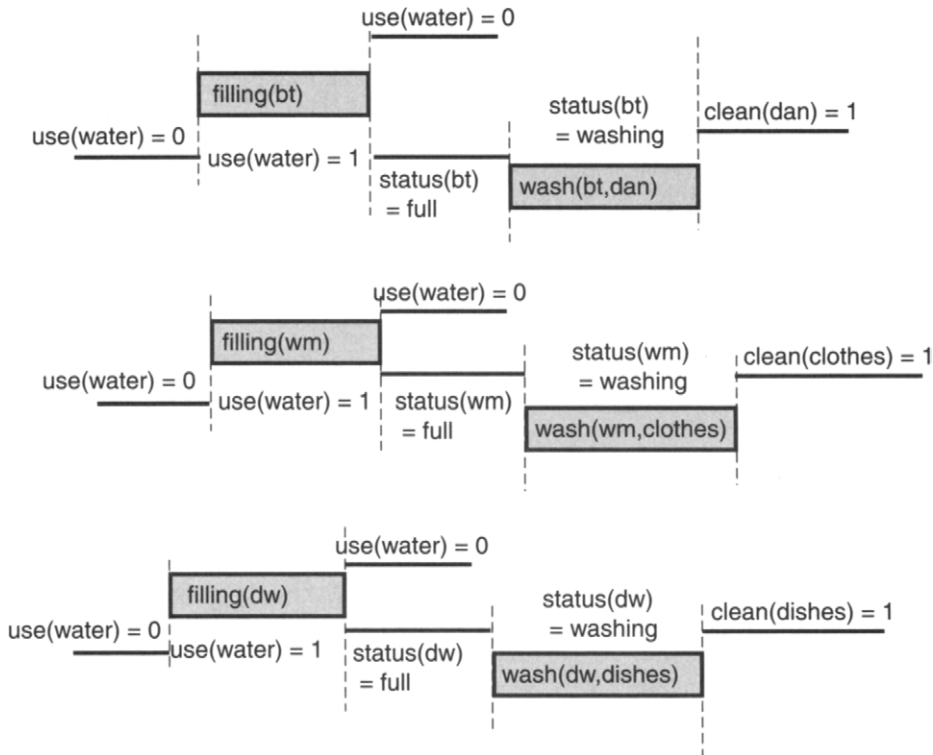 use(water) = 0
filling(bt)
status(bt)
= washing
clean(dan) = 1
use(water) = 0
use(water) = 1
status(bt)
= full
wash(bt,dan)
use(water) = 0
filling(wm)
status(wm)
= washing
clean(clothes) = 1
use(water) = 0
use(water) = 1
status(wm)
= full
wash(wm,clothes)
use(water) = 0
filling(dw)
status(dw)
= washing
clean(dishes) = 1
use(water) = 0
use(water) = 1
status(dw)
= full
wash(dw,dishes)